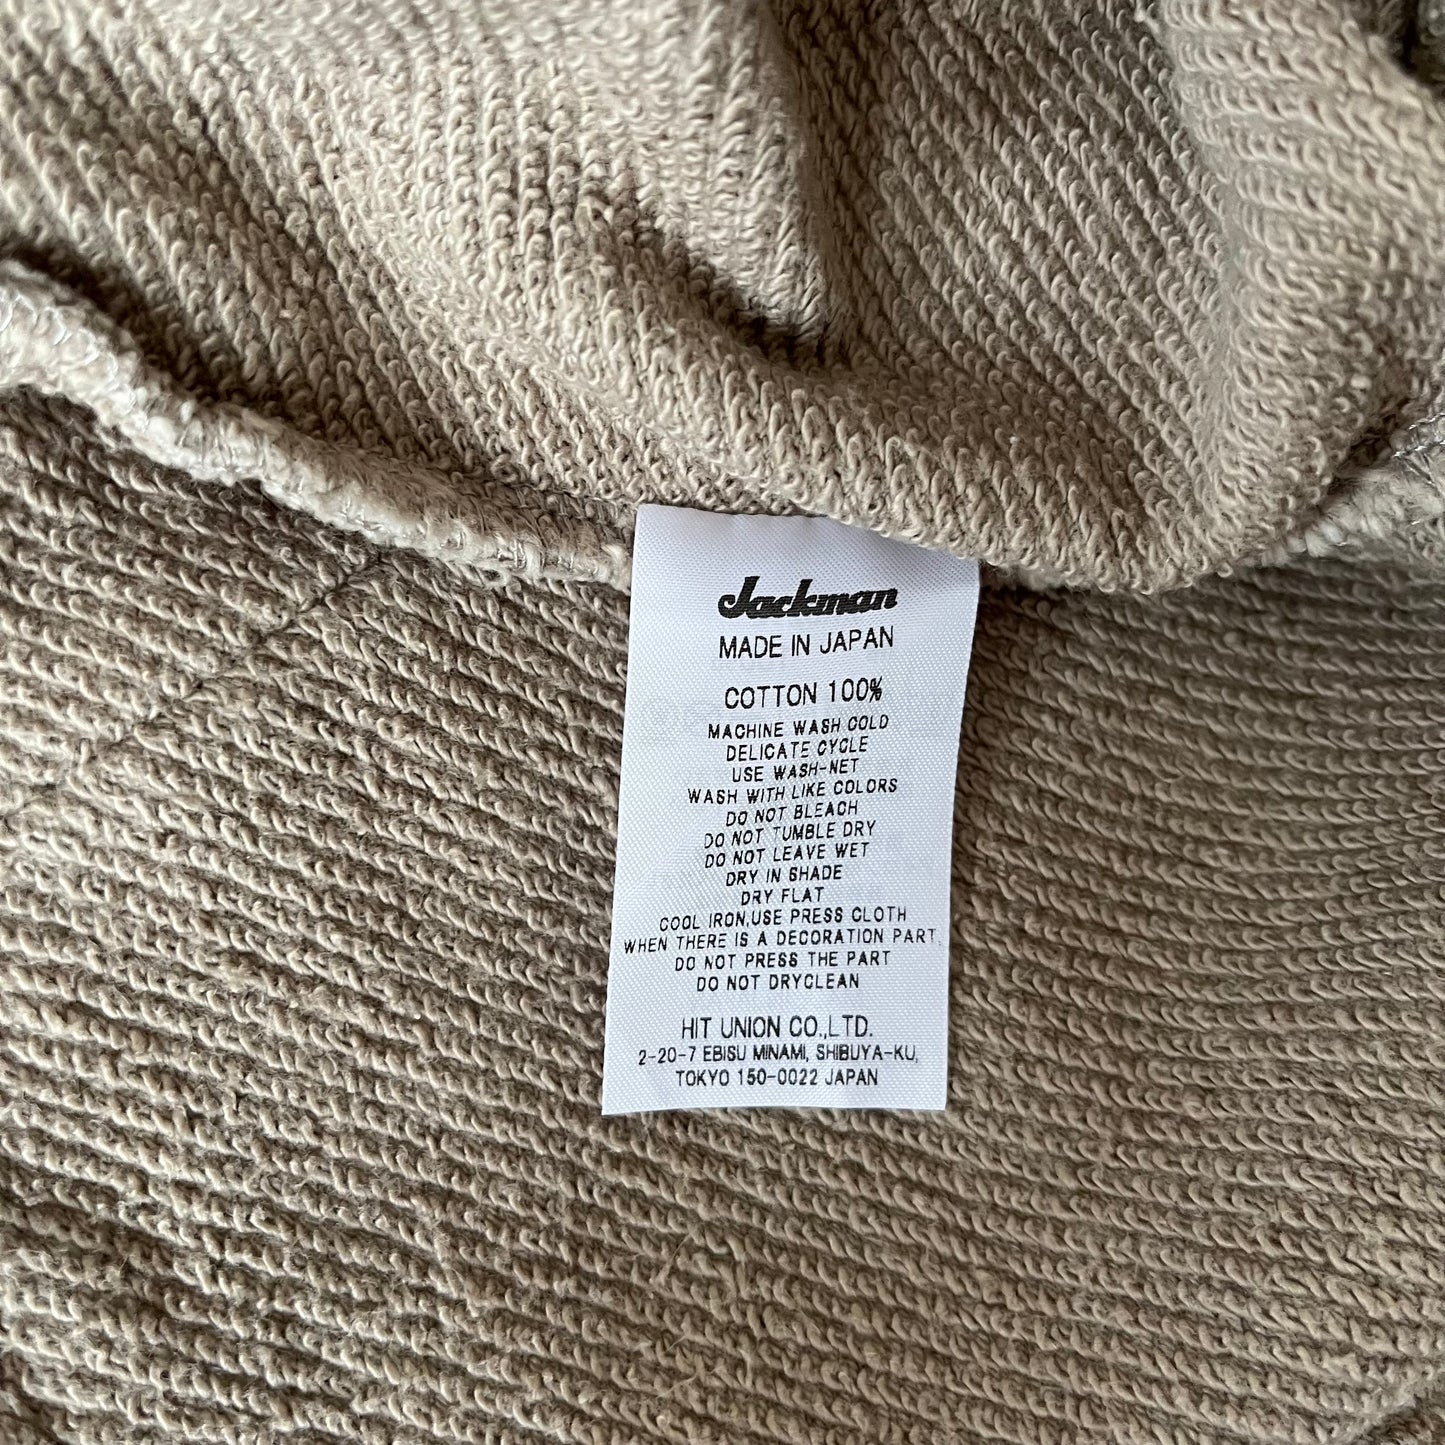 Jackman
MADE IN JAPAN
COTTON 100%
MACHINE WASH COLD
DELICATE CYCLE
USE WASH-NET
WASH WITH LIKE COLORS
DO NOT BLEACH
DO NOT TUMBLE DRY
DO NOT LEAVE WET
DRY IN SHADE
DRY FLAT
COOL IRON,USE PRESS CLOTH
WHEN THERE IS A DECORATION PART,
DO NOT PRESS THE PART
DO NOT DRYCLEAN
HIT UNION CO.,LTD.
2-20-7 EBISU MINAMI, SHIBUYA-KU,
TOKYO 150-0022 JAPAN